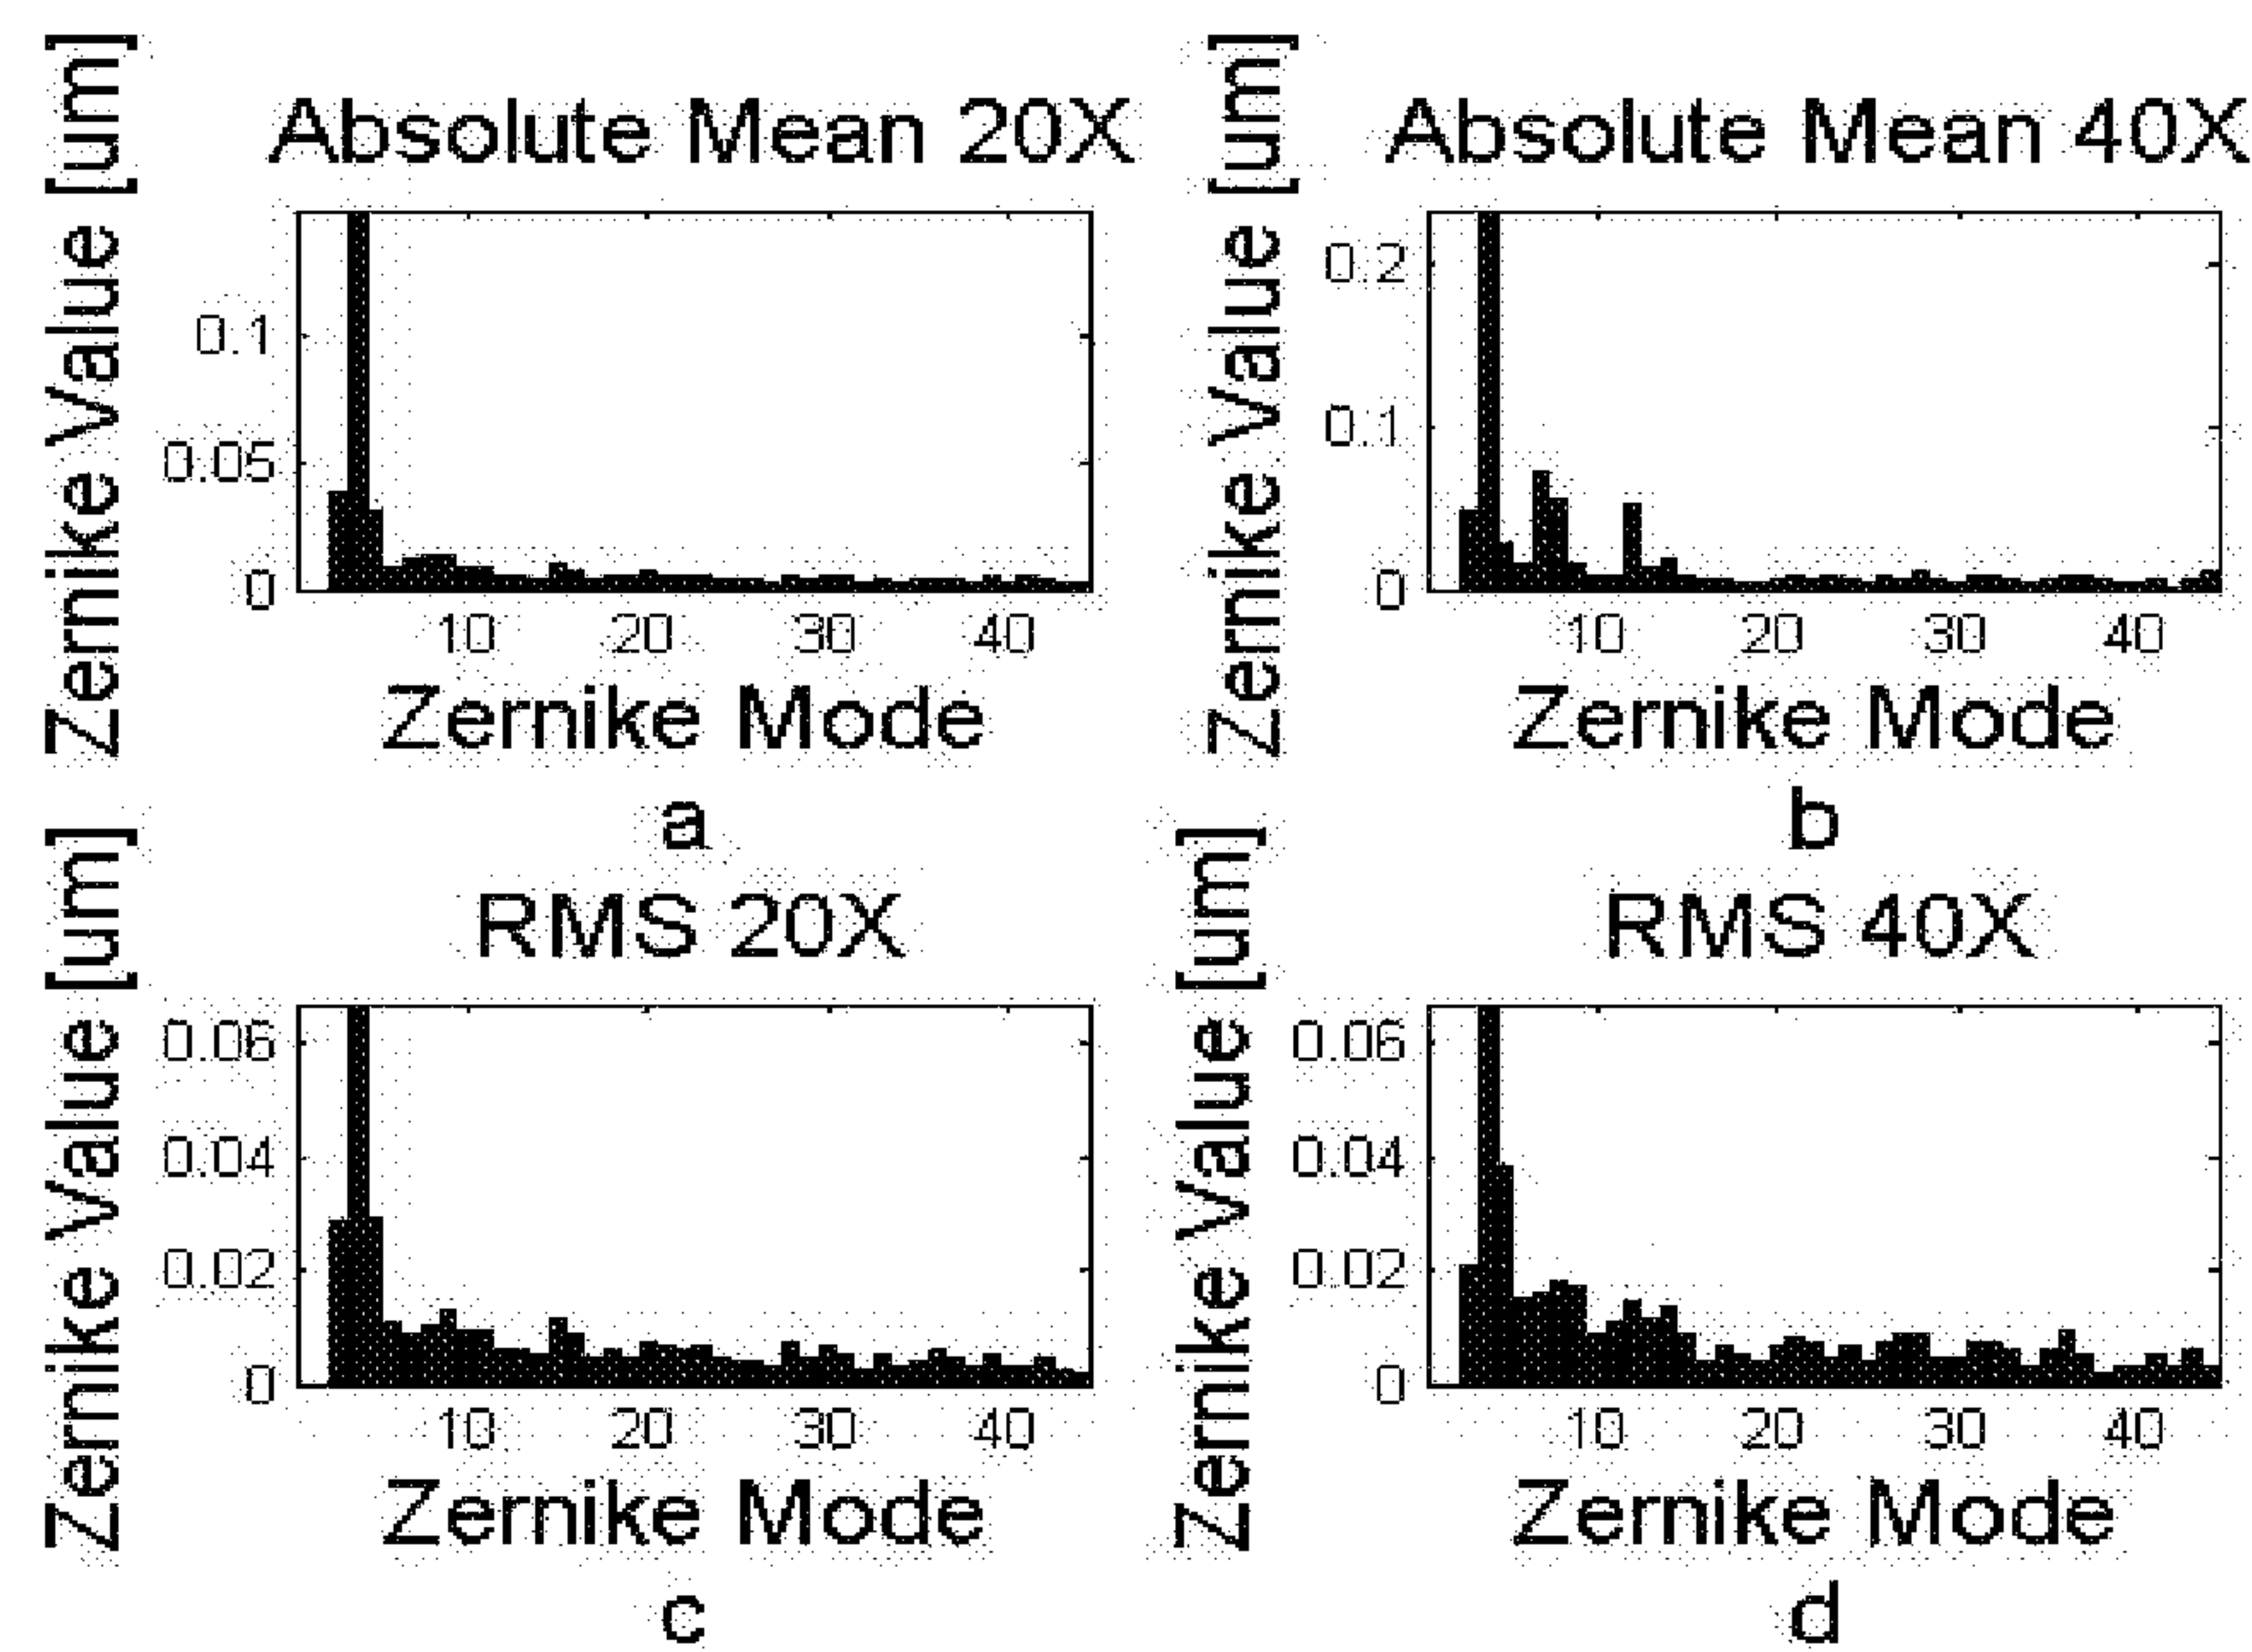 Absolute Mean 20X
Zernike Value [um]
0.1
0.05
0
10 20 30 40
Zernike Mode
a
Absolute Mean 40X
Zernike Value [um]
0.2
0.1
0
10 20 30 40
Zernike Mode
b
RMS 20X
Zernike Value [um]
0.06
0.04
0.02
0
10 20 30 40
Zernike Mode
c
RMS 40X
Zernike Value [um]
0.06
0.04
0.02
0
10 20 30 40
Zernike Mode
d